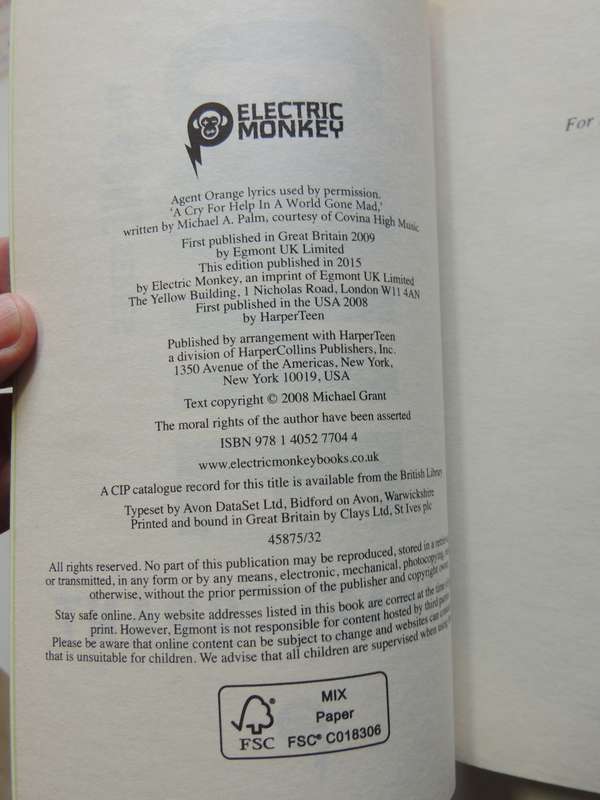 ELECTRIC
MONKEY
Agent Orange lyrics used by permission.
'A Cry For Help In A World Gone Mad,'
written by Michael A. Palm, courtesy of Covina High Music
First published in Great Britain 2009
by Egmont UK Limited
This edition published in 2015
by Electric Monkey, an imprint of Egmont UK Limited
The Yellow Building, 1 Nicholas Road, London W11 4AN
First published in the USA 2008
by HarperTeen
Published by arrangement with HarperTeen
a division of HarperCollins Publishers, Inc.
1350 Avenue of the Americas, New York,
New York 10019, USA
Text copyright © 2008 Michael Grant
The moral rights of the author have been asserted
ISBN 978 1 4052 7704 4
www.electricmonkeybooks.co.uk
A CIP catalogue record for this title is available from the British Library
Typeset by Avon DataSet Ltd, Bidford on Avon, Warwickshire
Printed and bound in Great Britain by Clays Ltd, St Ives plc
45875/32
All rights reserved. No part of this publication may be reproduced, stored in a
or transmitted, in any form or by any means, electronic, mechanical, photocopying,
otherwise, without the prior permission of the publisher and copyright
Stay safe online. Any website addresses listed in this book are correct at the time
print. However, Egmont is not responsible for content hosted by third
Please be aware that online content can be subject to change and websites can
that is unsuitable for children. We advise that all children are supervised when
MIX
Paper
FSC
FSC® C018306
For